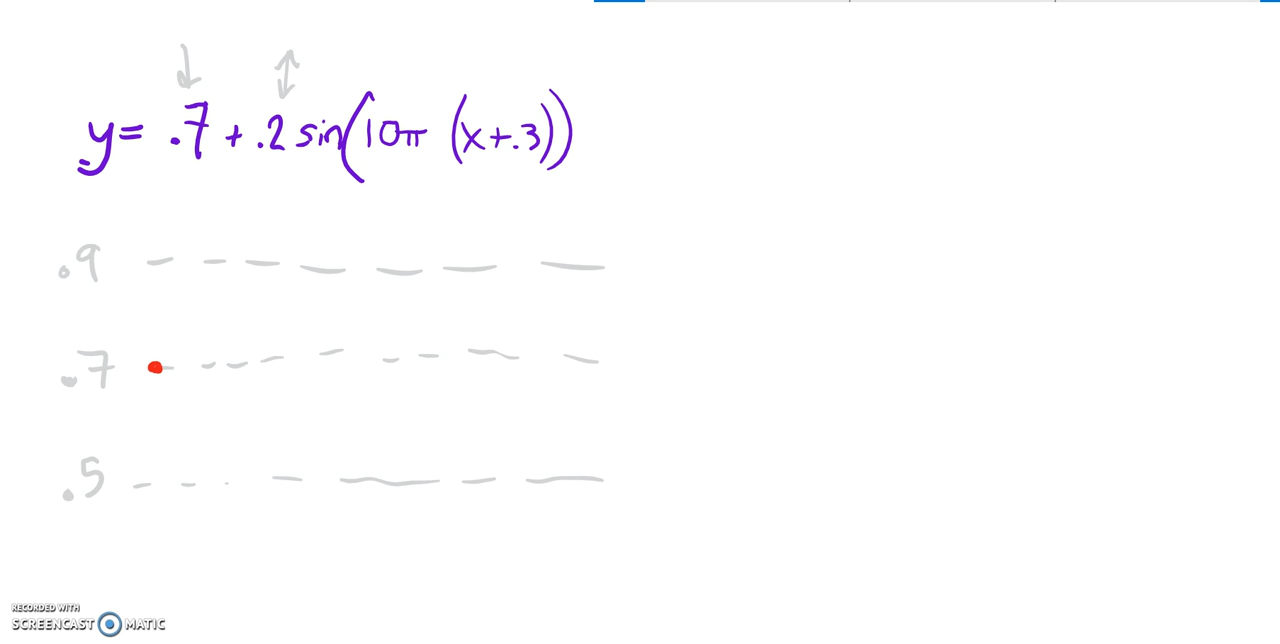 y = .7 + .2 sin(10π (x+.3))
.9
.7
.5
RECORDED WITH
SCREENCAST MATIC